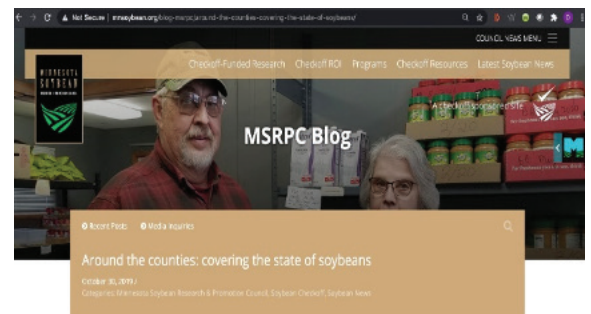 Not Secure | mnsoybean.org/blog-msrpc/around-the-counties-covering-the-state-of-soybeans/
COUNCIL NEWS MENU
Checkoff-Funded Research Checkoff ROI Programs Checkoff Resources Latest Soybean News
MINNESOTA
SOYBEAN
A checkoff sponsored site
MSRPC Blog
Recent Posts Media Inquiries
Around the counties: covering the state of soybeans
October 30, 2019 /
Categories: Minnesota Soybean Research & Promotion Council, Soybean Checkoff, Soybean News